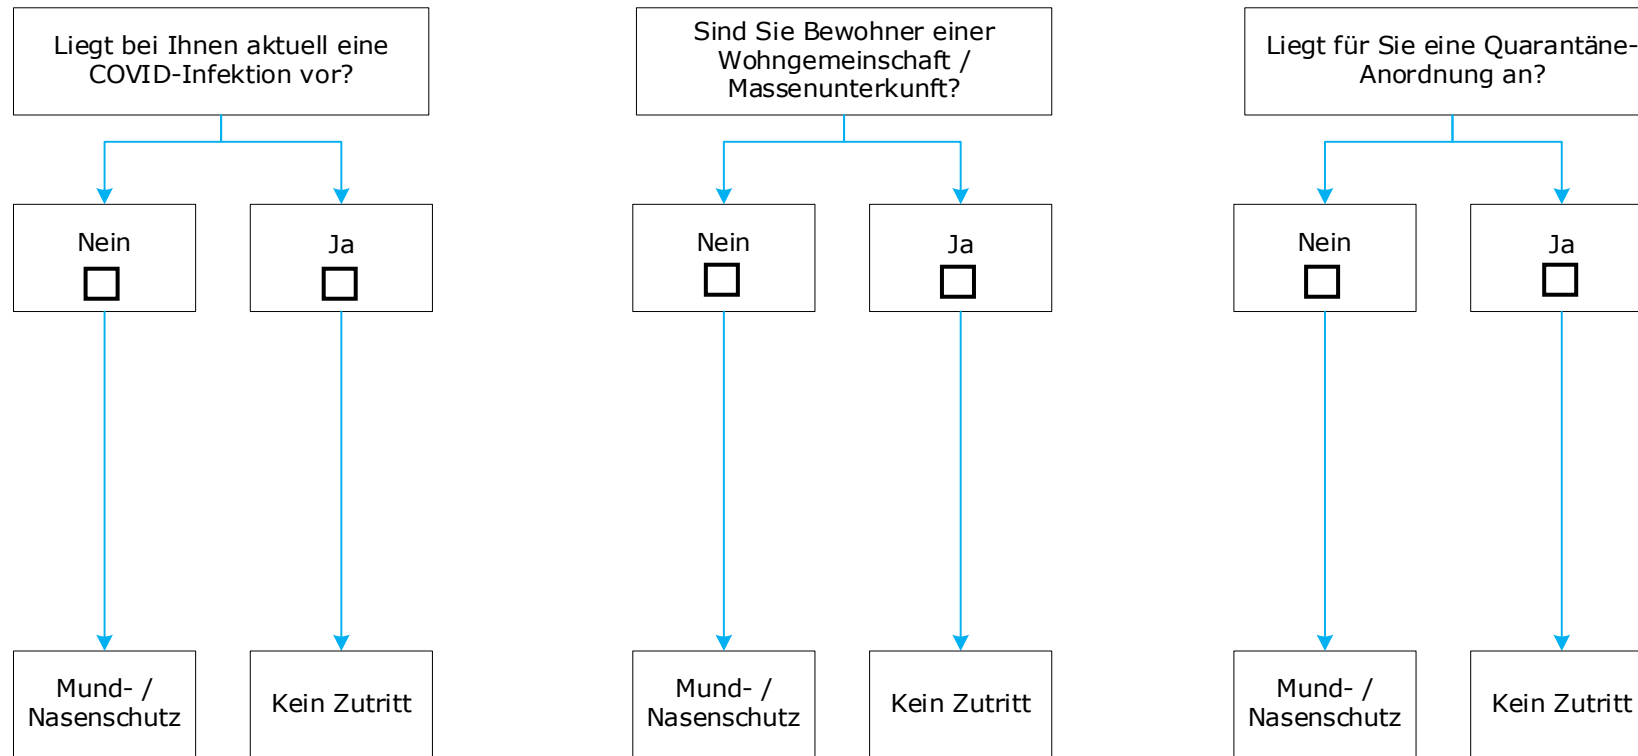 Liegt bei Ihnen aktuell eine
COVID-Infektion vor?
Nein
Ja
Mund- /
Nasenschutz
Kein Zutritt
Sind Sie Bewohner einer
Wohngemeinschaft /
Massenunterkunft?
Nein
Ja
Mund- /
Nasenschutz
Kein Zutritt
Liegt für Sie eine Quarantäne-
Anordnung an?
Nein
Ja
Mund- /
Nasenschutz
Kein Zutritt